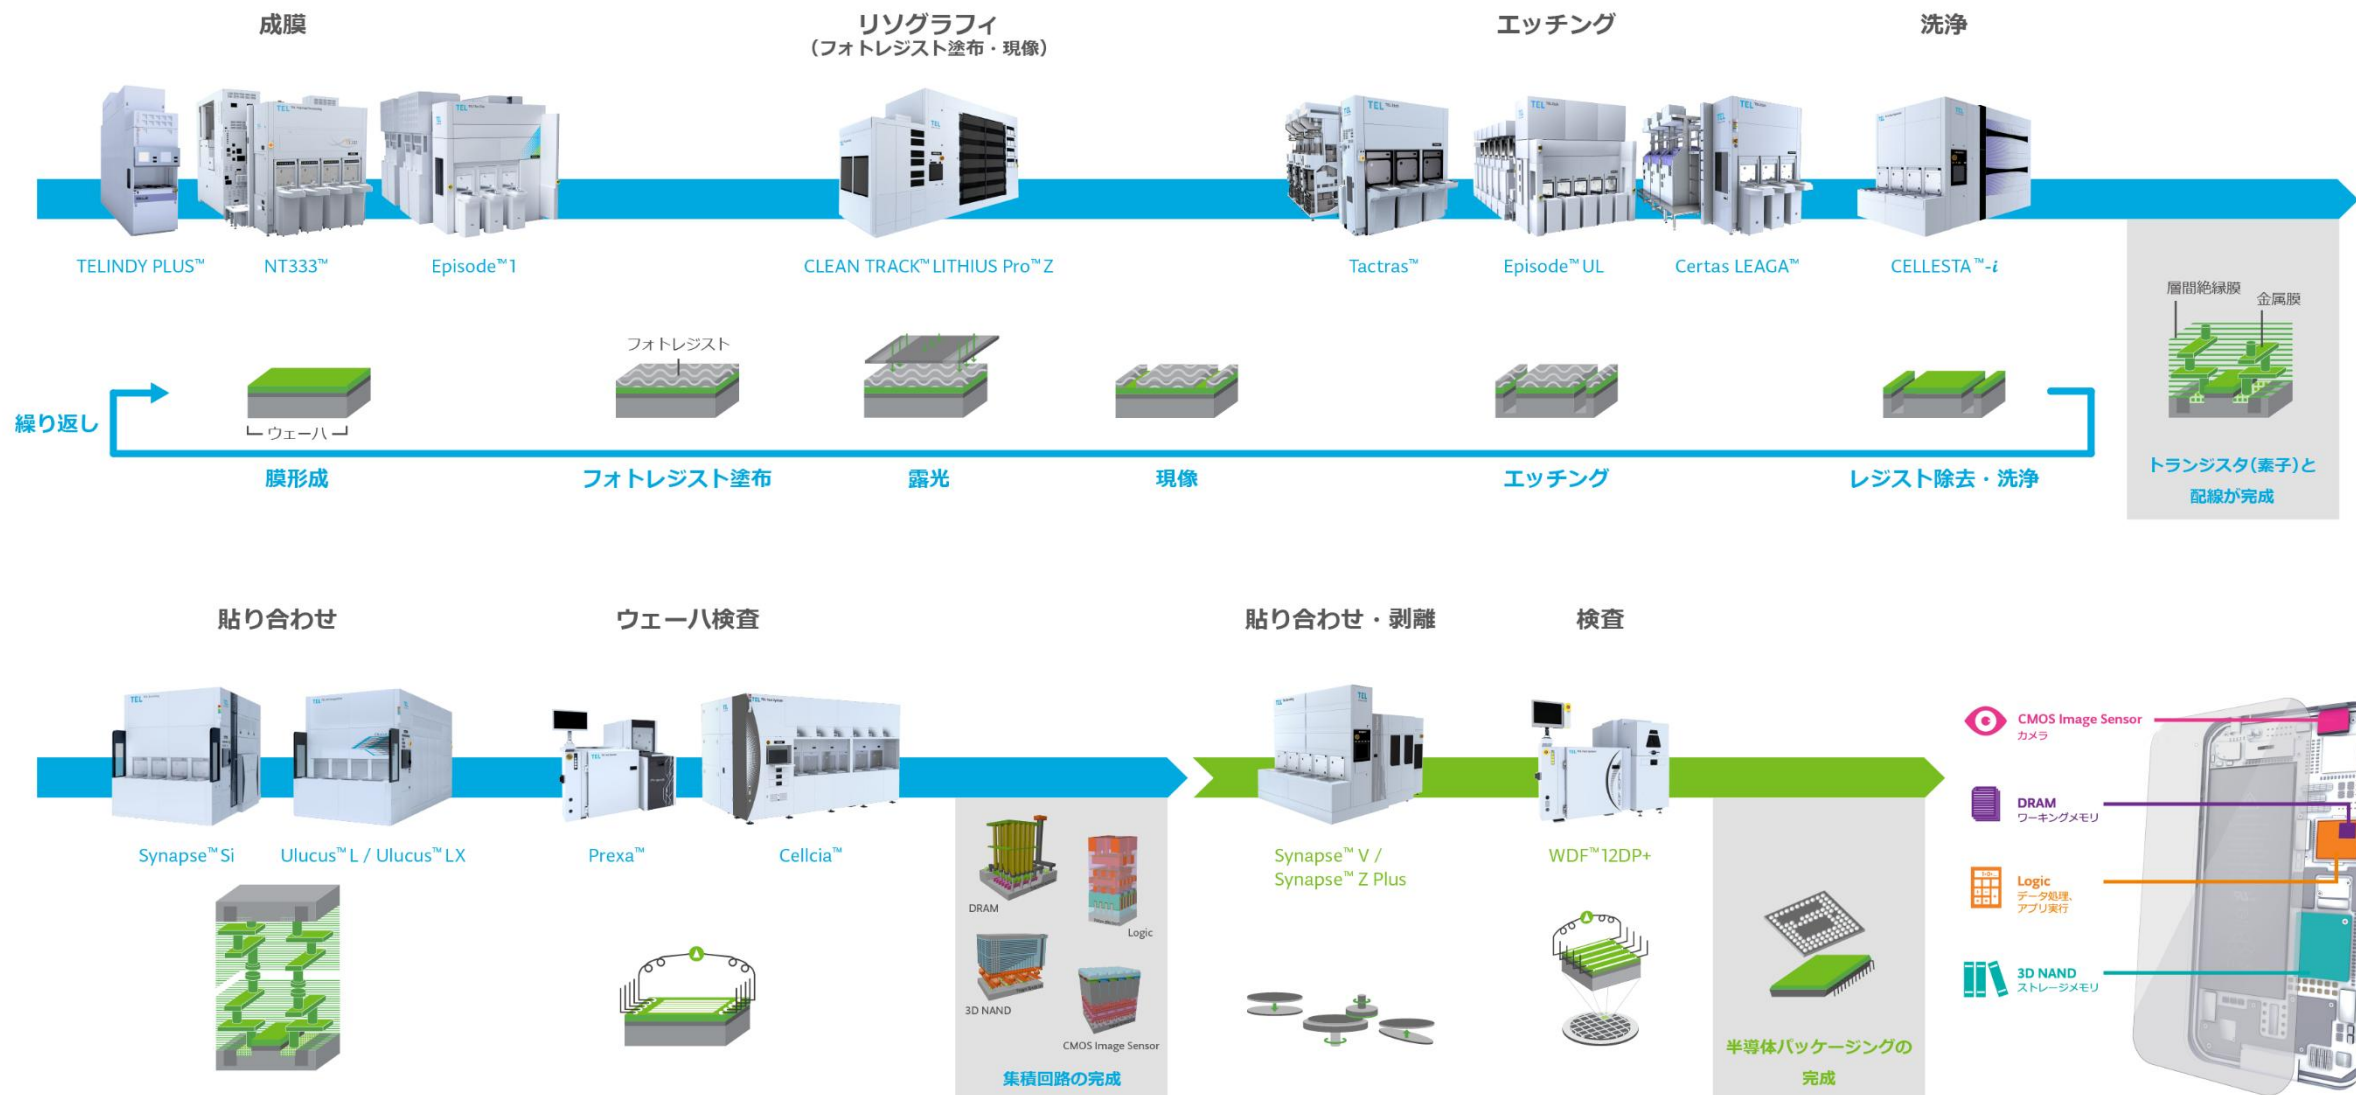 成膜
リソグラフィ
（フォトレジスト塗布・現像）
エッチング
洗浄
TELINDY PLUS™
NT333™
Episode™ 1
CLEAN TRACK™ LITHIUS Pro™ Z
Tactras™
Episode™ UL
Certas LEAGA™
CELLESTA™-i
層間絶縁膜
金属膜
フォトレジスト
ウェーハ
繰り返し
膜形成
フォトレジスト塗布
露光
現像
エッチング
レジスト除去・洗浄
トランジスタ(素子)と
配線が完成
貼り合わせ
ウェーハ検査
貼り合わせ・剥離
検査
TEL
TEL
TEL
TEL
Synapse™ Si
Ulucus™ L / Ulucus™ LX
Prexa™
Cellcia™
DRAM
Logic
3D NAND
CMOS Image Sensor
集積回路の完成
Synapse™ V /
Synapse™ Z Plus
WDF™ 12DP+
半導体パッケージングの
完成
CMOS Image Sensor
カメラ
DRAM
ワーキングメモリ
Logic
データ処理、
アプリ実行
3D NAND
ストレージメモリ